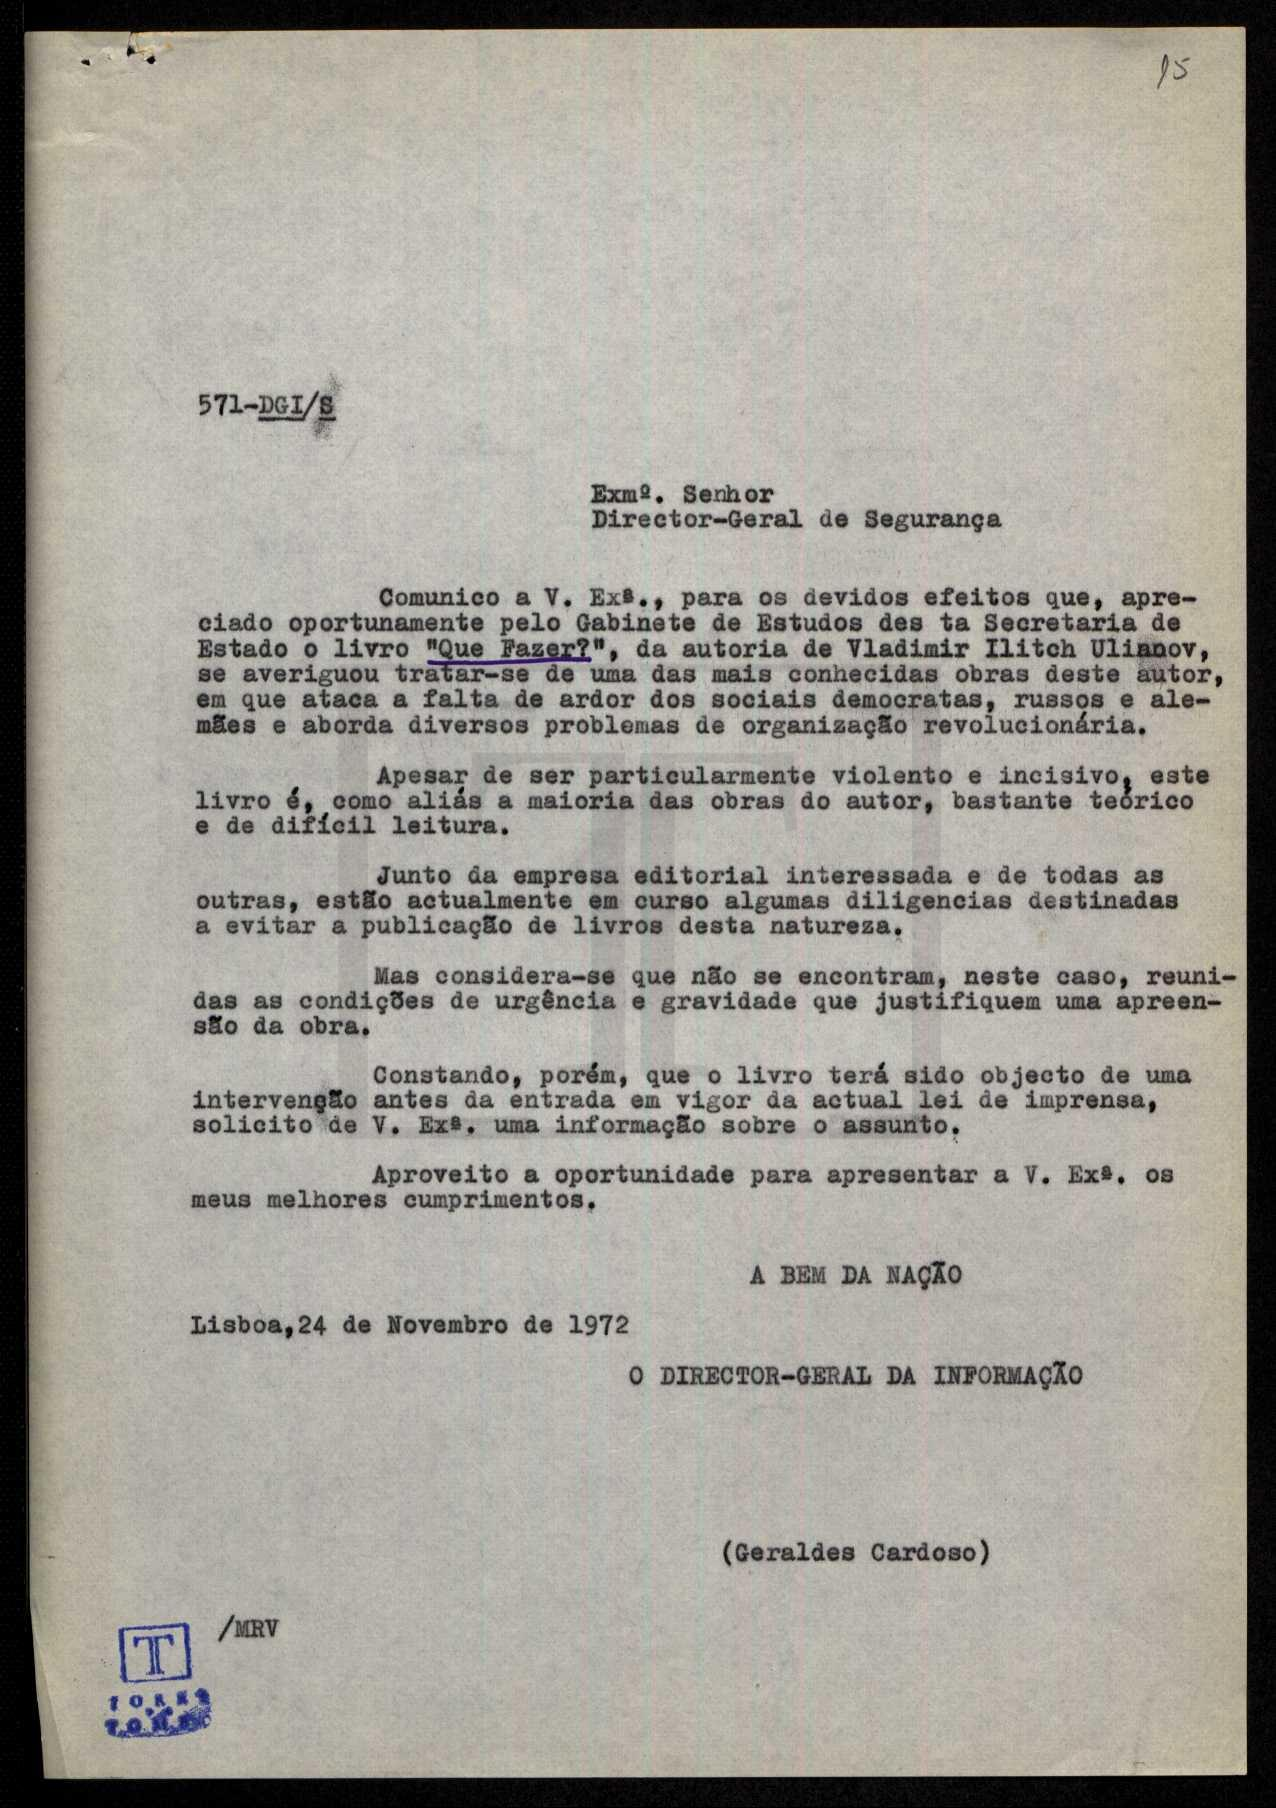 15
571-DGI/S
Exmº. Senhor
Director-Geral de Segurança
Comunico a V. Exª., para os devidos efeitos que, apre-
ciado oportunamente pelo Gabinete de Estudos des ta Secretaria de
Estado o livro "Que Fazer?", da autoria de Vladimir Ilitch Ulianov,
se averiguou tratar-se de uma das mais conhecidas obras deste autor,
em que ataca a falta de ardor dos sociais democratas, russos e ale-
mães e aborda diversos problemas de organização revolucionária.
Apesar de ser particularmente violento e incisivo, este
livro é, como aliás a maioria das obras do autor, bastante teórico
e de difícil leitura.
Junto da empresa editorial interessada e de todas as
outras, estão actualmente em curso algumas diligencias destinadas
a evitar a publicação de livros desta natureza.
Mas considera-se que não se encontram, neste caso, reuni-
das as condições de urgência e gravidade que justifiquem uma apreen-
são da obra.
Constando, porém, que o livro terá sido objecto de uma
intervenção antes da entrada em vigor da actual lei de imprensa,
solicito de V. Exª. uma informação sobre o assunto.
Aproveito a oportunidade para apresentar a V. Exª. os
meus melhores cumprimentos.
A BEM DA NAÇÃO
Lisboa,24 de Novembro de 1972
O DIRECTOR-GERAL DA INFORMAÇÃO
(Geraldes Cardoso)
/MRV
T
TORRE
TOMBO